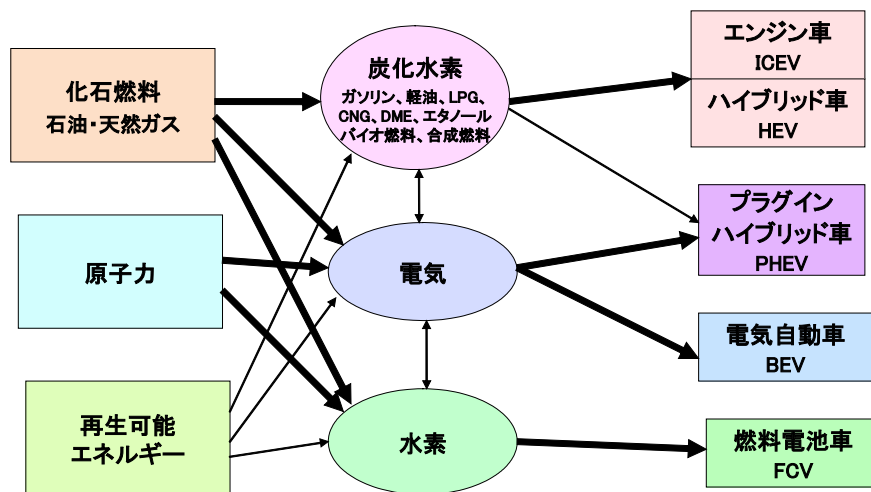 化石燃料
石油・天然ガス
原子力
再生可能
エネルギー
炭化水素
ガソリン、軽油、LPG、
CNG、DME、エタノール
バイオ燃料、合成燃料
電気
水素
エンジン車
ICEV
ハイブリッド車
HEV
プラグイン
ハイブリッド車
PHEV
電気自動車
BEV
燃料電池車
FCV